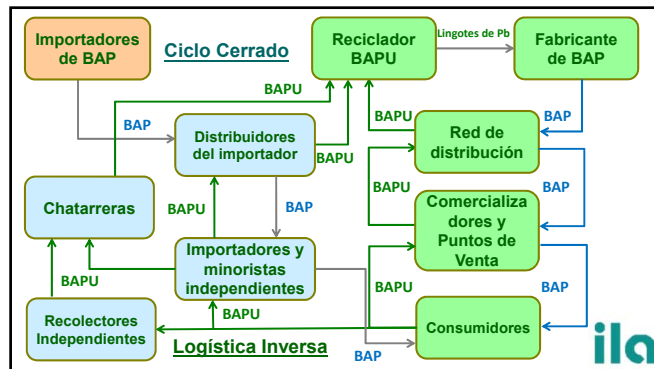 Importadores
de BAP
Ciclo Cerrado
Reciclador
BAPU
Lingotes de Pb
Fabricante
de BAP
BAPU
BAP
BAPU
BAP
Distribuidores
del importador
BAPU
Red de
distribución
Chatarreras
BAPU
BAP
BAPU
BAP
Comercializa
dores y
Puntos de
Venta
Importadores y
minoristas
independientes
BAPU
BAPU
BAP
Recolectores
Independientes
BAPU
Consumidores
Logística Inversa
BAP
ila